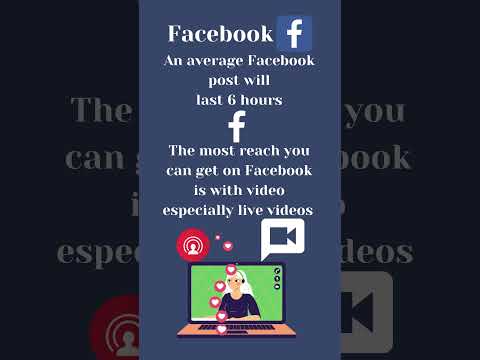 Facebook
An average Facebook
post will
last 6 hours
The most reach you
can get on Facebook
is with video
especially live videos